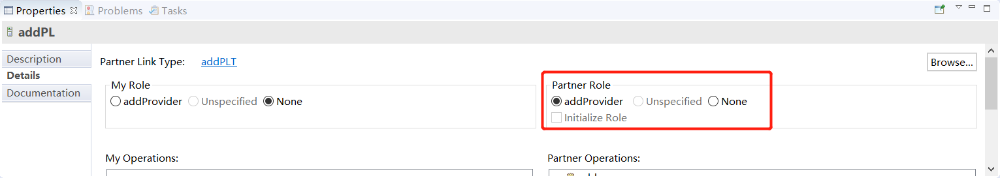 Properties Problems Tasks
addPL
Description
Details
Documentation
Partner Link Type: addPLT Browse...
My Role
addProvider Unspecified None
Partner Role
addProvider Unspecified None
Initialize Role
My Operations:
Partner Operations: